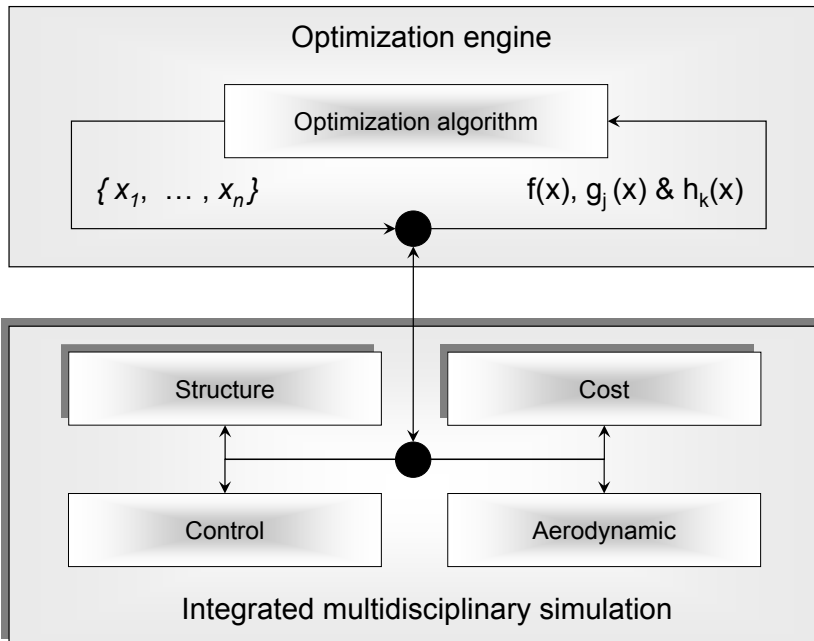 Optimization engine
Optimization algorithm
{ x1, … , xn}
f(x), gj (x) & hk(x)
Structure
Cost
Control
Aerodynamic
Integrated multidisciplinary simulation